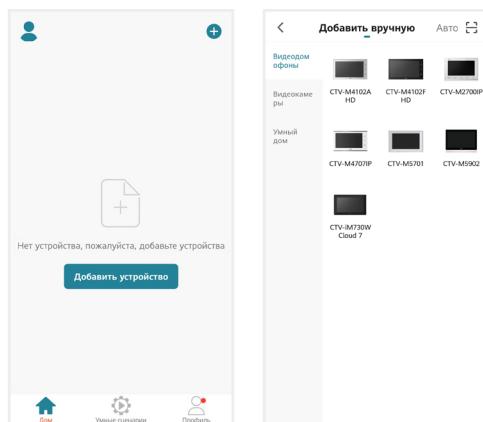 Нет устройства, пожалуйста, добавьте устройства
Добавить устройство
Дом
Умные сценарии
Профиль
Добавить вручную
Авто
Видеодом
офоны
Видеокаме
ры
Умный
дом
CTV-M4102A
HD
CTV-M4102F
HD
CTV-M2700IP
CTV-M4707IP
CTV-M5701
CTV-M5902
CTV-iM730W
Cloud 7